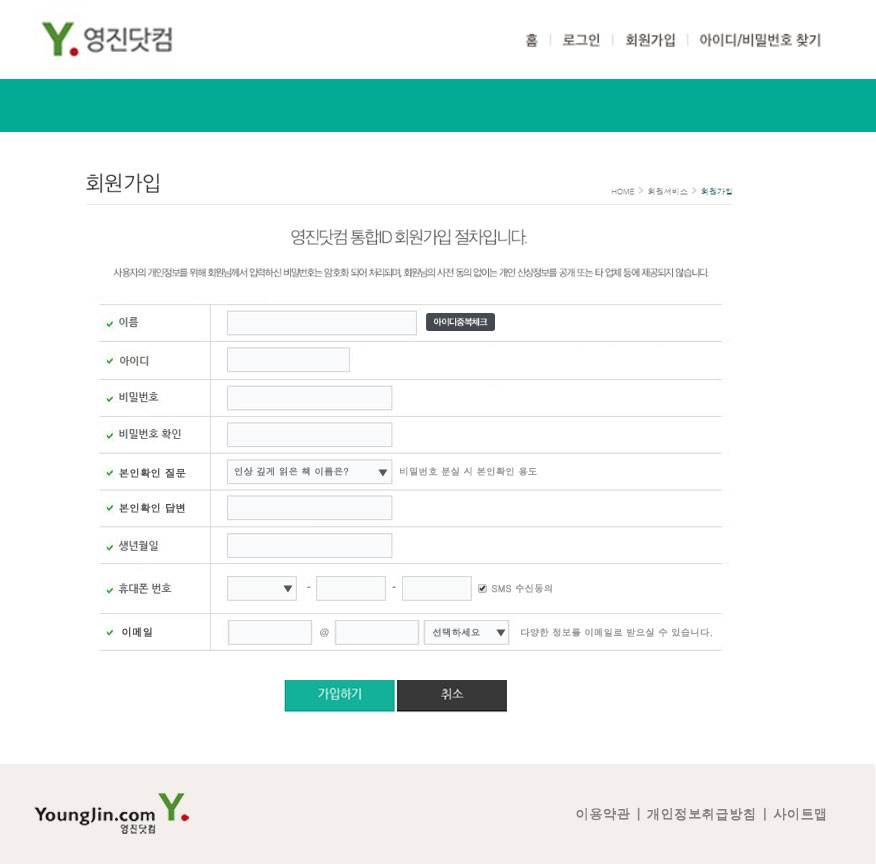 Y. 영진닷컴
홈 | 로그인 | 회원가입 | 아이디/비밀번호 찾기
회원가입
HOME > 회원서비스 > 회원가입
영진닷컴 통합ID 회원가입 절차입니다.
사용자의 개인정보를 위해 회원님께서 입력하신 비밀번호는 암호화 되어 처리되며, 회원님의 사전 동의 없이는 개인 신상정보를 공개 또는 타 업체 등에 제공되지 않습니다.
이름 아이디중복체크
아이디
비밀번호
비밀번호 확인
본인확인 질문 인상 깊게 읽은 책 이름은? 비밀번호 분실 시 본인확인 용도
본인확인 답변
생년월일
휴대폰 번호 - - SMS 수신동의
이메일 @ 선택하세요 다양한 정보를 이메일로 받으실 수 있습니다.
가입하기 취소
YoungJin.com Y.
영진닷컴
이용약관 | 개인정보취급방침 | 사이트맵